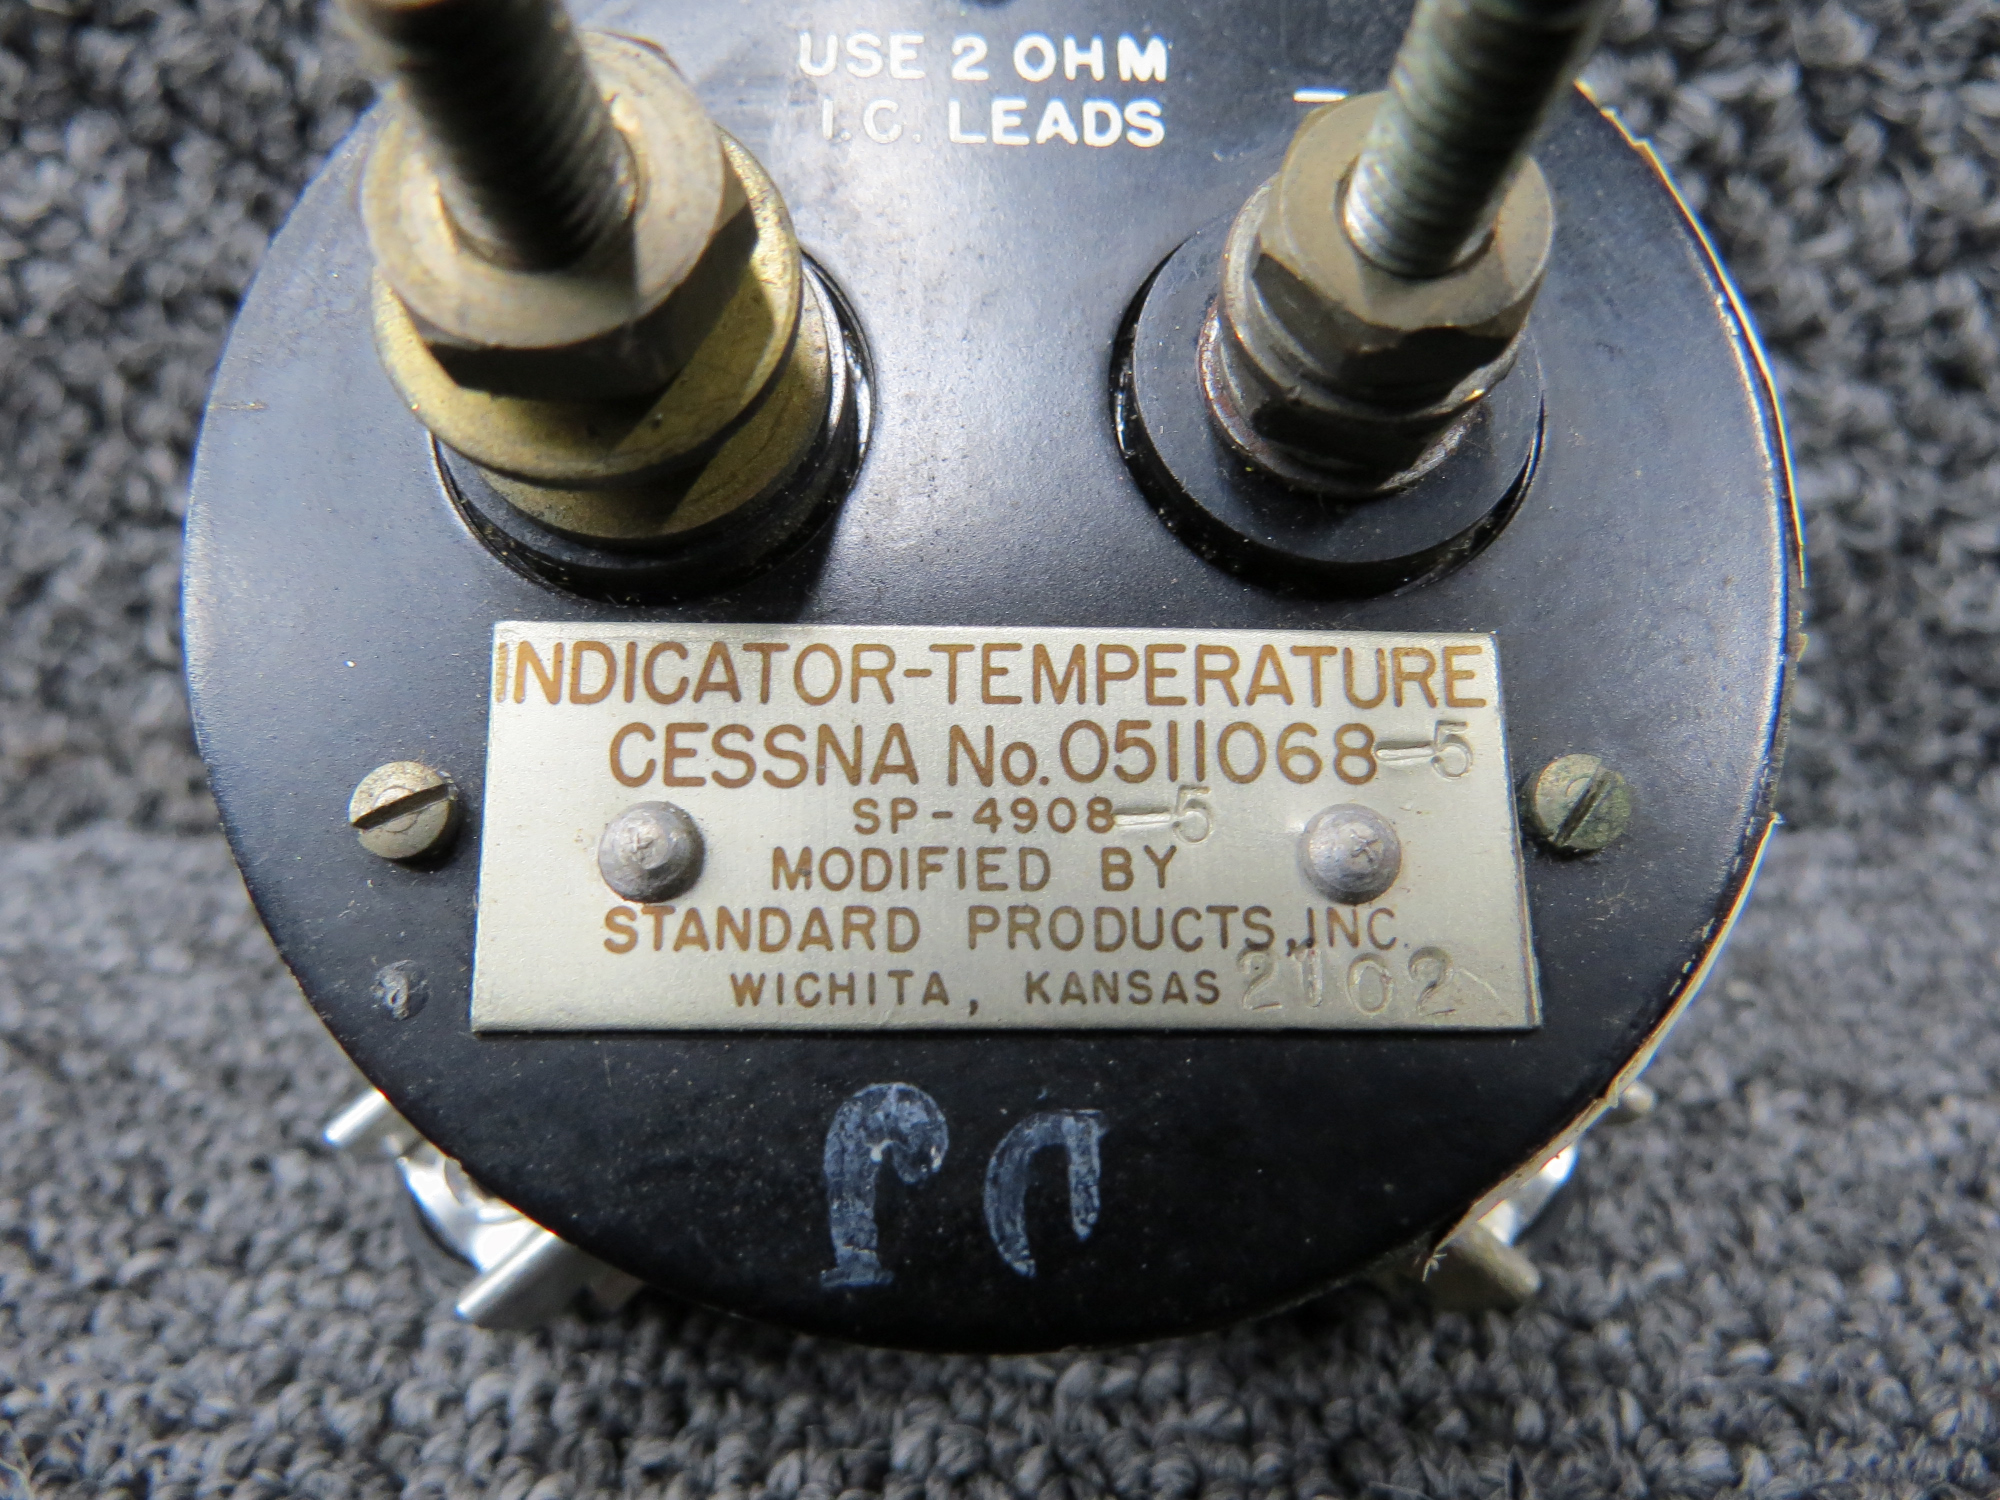 USE 2 OHM
I.C. LEADS
INDICATOR-TEMPERATURE
CESSNA No. 0511068-5
SP-4908-5
MODIFIED BY
STANDARD PRODUCTS, INC.
WICHITA, KANSAS 2102